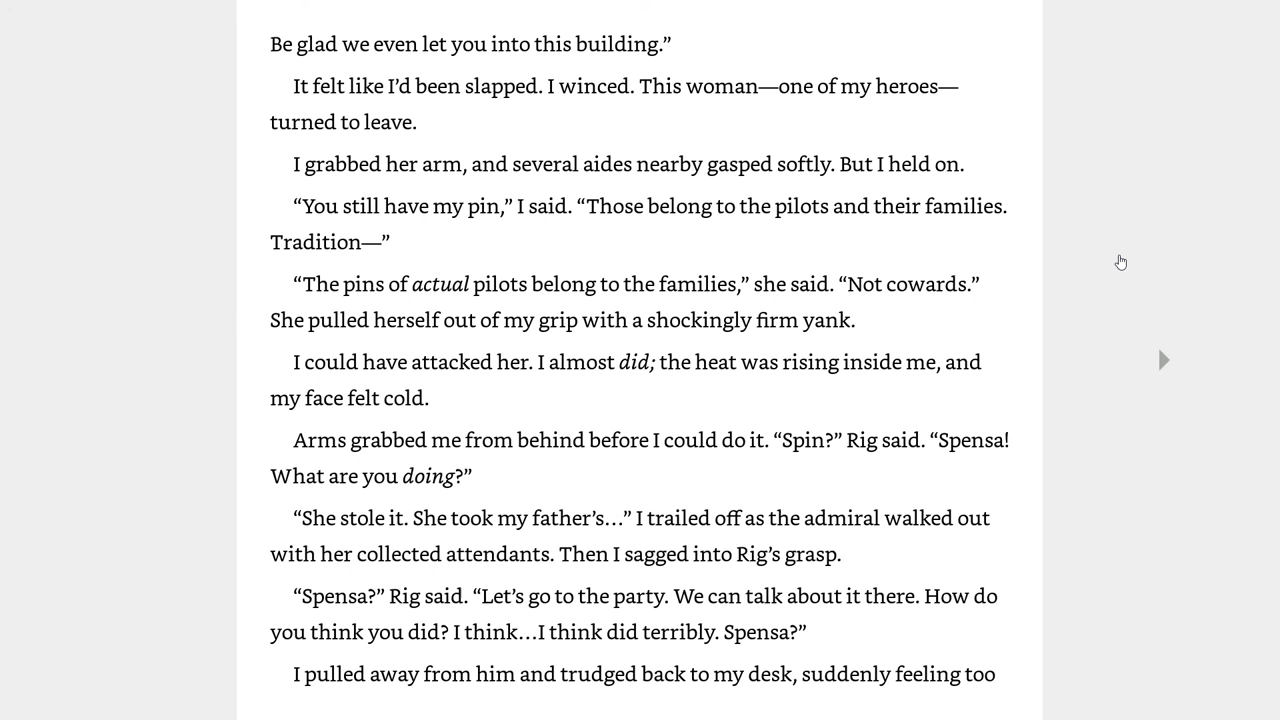 Be glad we even let you into this building.”
It felt like I’d been slapped. I winced. This woman—one of my heroes—
turned to leave.
I grabbed her arm, and several aides nearby gasped softly. But I held on.
“You still have my pin,” I said. “Those belong to the pilots and their families.
Tradition—”
“The pins of actual pilots belong to the families,” she said. “Not cowards.”
She pulled herself out of my grip with a shockingly firm yank.
I could have attacked her. I almost did; the heat was rising inside me, and
my face felt cold.
Arms grabbed me from behind before I could do it. “Spin?” Rig said. “Spensa!
What are you doing?”
“She stole it. She took my father’s…” I trailed off as the admiral walked out
with her collected attendants. Then I sagged into Rig’s grasp.
“Spensa?” Rig said. “Let’s go to the party. We can talk about it there. How do
you think you did? I think…I think did terribly. Spensa?”
I pulled away from him and trudged back to my desk, suddenly feeling too